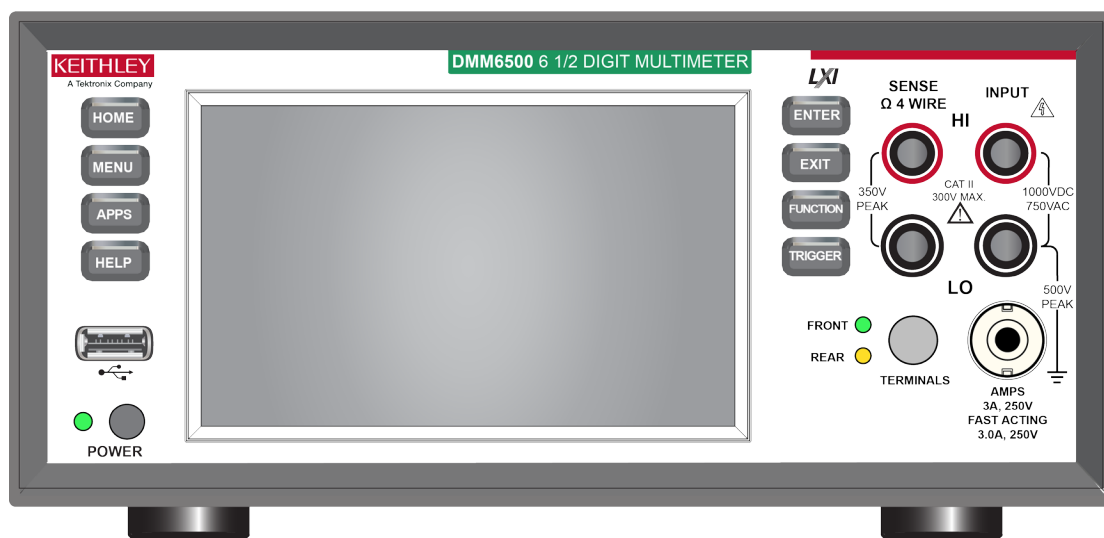 KEITHLEY
A Tektronix Company
DMM6500 6 1/2 DIGIT MULTIMETER
LXI
HOME
MENU
APPS
HELP
POWER
ENTER
EXIT
FUNCTION
TRIGGER
SENSE
Ω 4 WIRE
INPUT
HI
350V
PEAK
CAT II
300V MAX.
1000VDC
750VAC
LO
500V
PEAK
FRONT
REAR
TERMINALS
AMPS
3A, 250V
FAST ACTING
3.0A, 250V